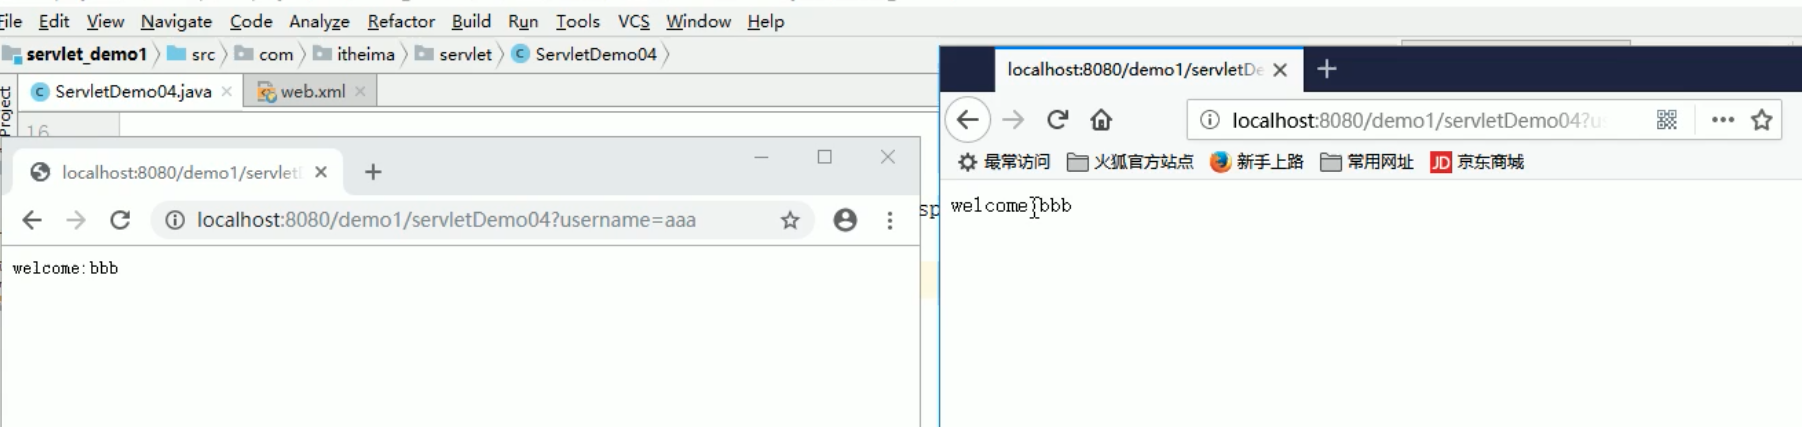 File Edit View Navigate Code Analyze Refactor Build Run Tools VCS Window Help
servlet_demo1 src com itheima servlet ServletDemo04
ServletDemo04.java web.xml
Project
16
localhost:8080/demo1/servlet
localhost:8080/demo1/servletDemo04?username=aaa
welcome:bbb
sp
localhost:8080/demo1/servletDe
localhost:8080/demo1/servletDemo04?u
最常访问 火狐官方站点 新手上路 常用网址 JD 京东商城
welcome:bbb